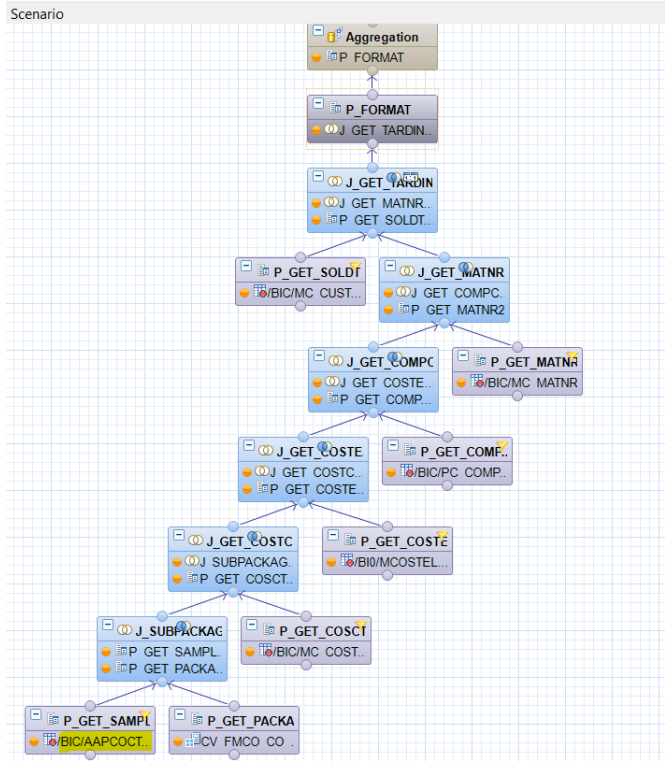 Scenario
Aggregation
P_FORMAT
P_FORMAT
J_GET_TARDIN..
J_GET_TARDIN
J_GET_MATNR..
P_GET_SOLDT..
P_GET_SOLDT
/BIC/MC_CUST...
J_GET_MATNR
J_GET_COMPC.
P_GET_MATNR2
J_GET_COMPC
J_GET_COSTE..
P_GET_COMP...
P_GET_MATNR
/BIC/MC_MATNR
J_GET_COSTE
J_GET_COSTC..
P_GET_COSTE..
P_GET_COMP..
/BIC/PC_COMP..
J_GET_COSTC
J_SUBPACKAG.
P_GET_COSCT...
P_GET_COSTE
/BI0/MCOSTEL...
J_SUBPACKAG
P_GET_SAMPL..
P_GET_PACKA..
P_GET_COSCT
/BIC/MC_COST...
P_GET_SAMPL
/BIC/AAPCOCT..
P_GET_PACKA
CV_FMCO_CO_.